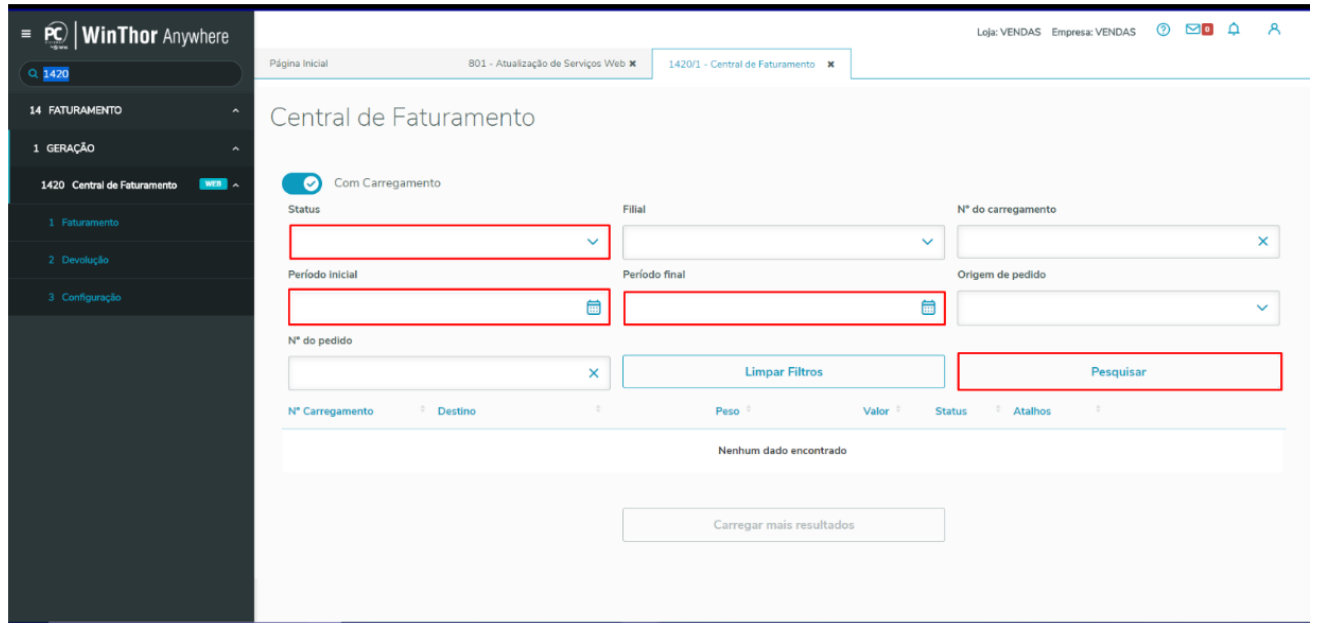 PC WinThor Anywhere
1420
14 FATURAMENTO
1 GERAÇÃO
1420 Central de Faturamento WEB
1 Faturamento
2 Devolução
3 Configuração
Loja: VENDAS Empresa: VENDAS 0
Página Inicial 801 - Atualização de Serviços Web 1420/1 - Central de Faturamento
Central de Faturamento
Com Carregamento
Status Filial N° do carregamento
Período inicial Período final Origem de pedido
N° do pedido
Limpar Filtros Pesquisar
N° Carregamento Destino Peso Valor Status Atalhos
Nenhum dado encontrado
Carregar mais resultados